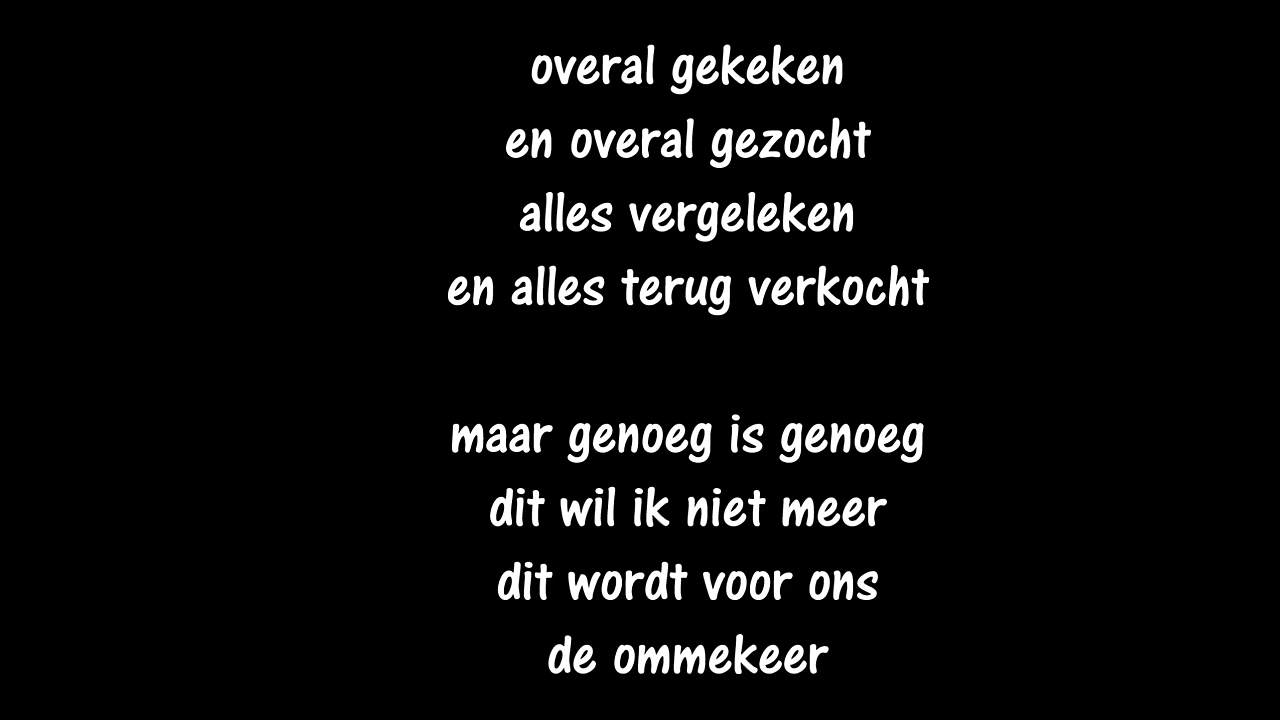 overal gekeken
en overal gezocht
alles vergeleken
en alles terug verkocht
maar genoeg is genoeg
dit wil ik niet meer
dit wordt voor ons
de ommekeer